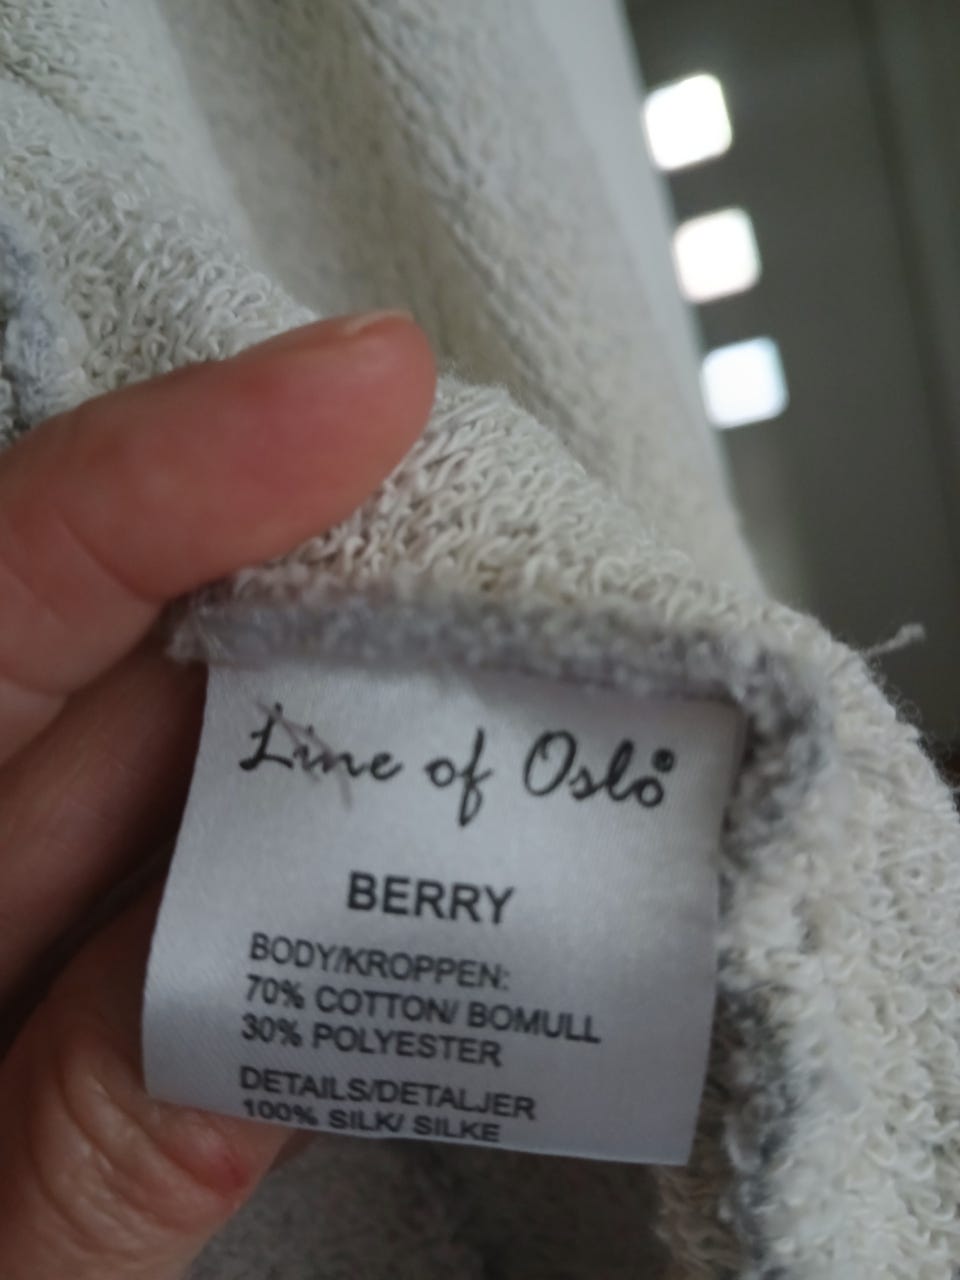 Line of Oslo®
BERRY
BODY/KROPPEN:
70% COTTON/ BOMULL
30% POLYESTER
DETAILS/DETALJER
100% SILK/ SILKE